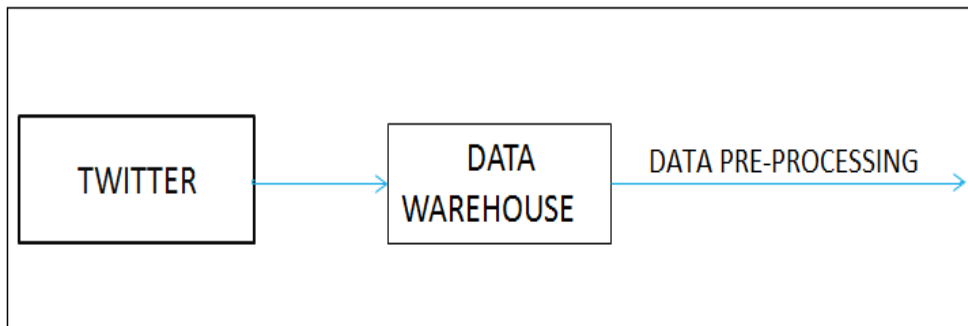 TWITTER
DATA
WAREHOUSE
DATA PRE-PROCESSING